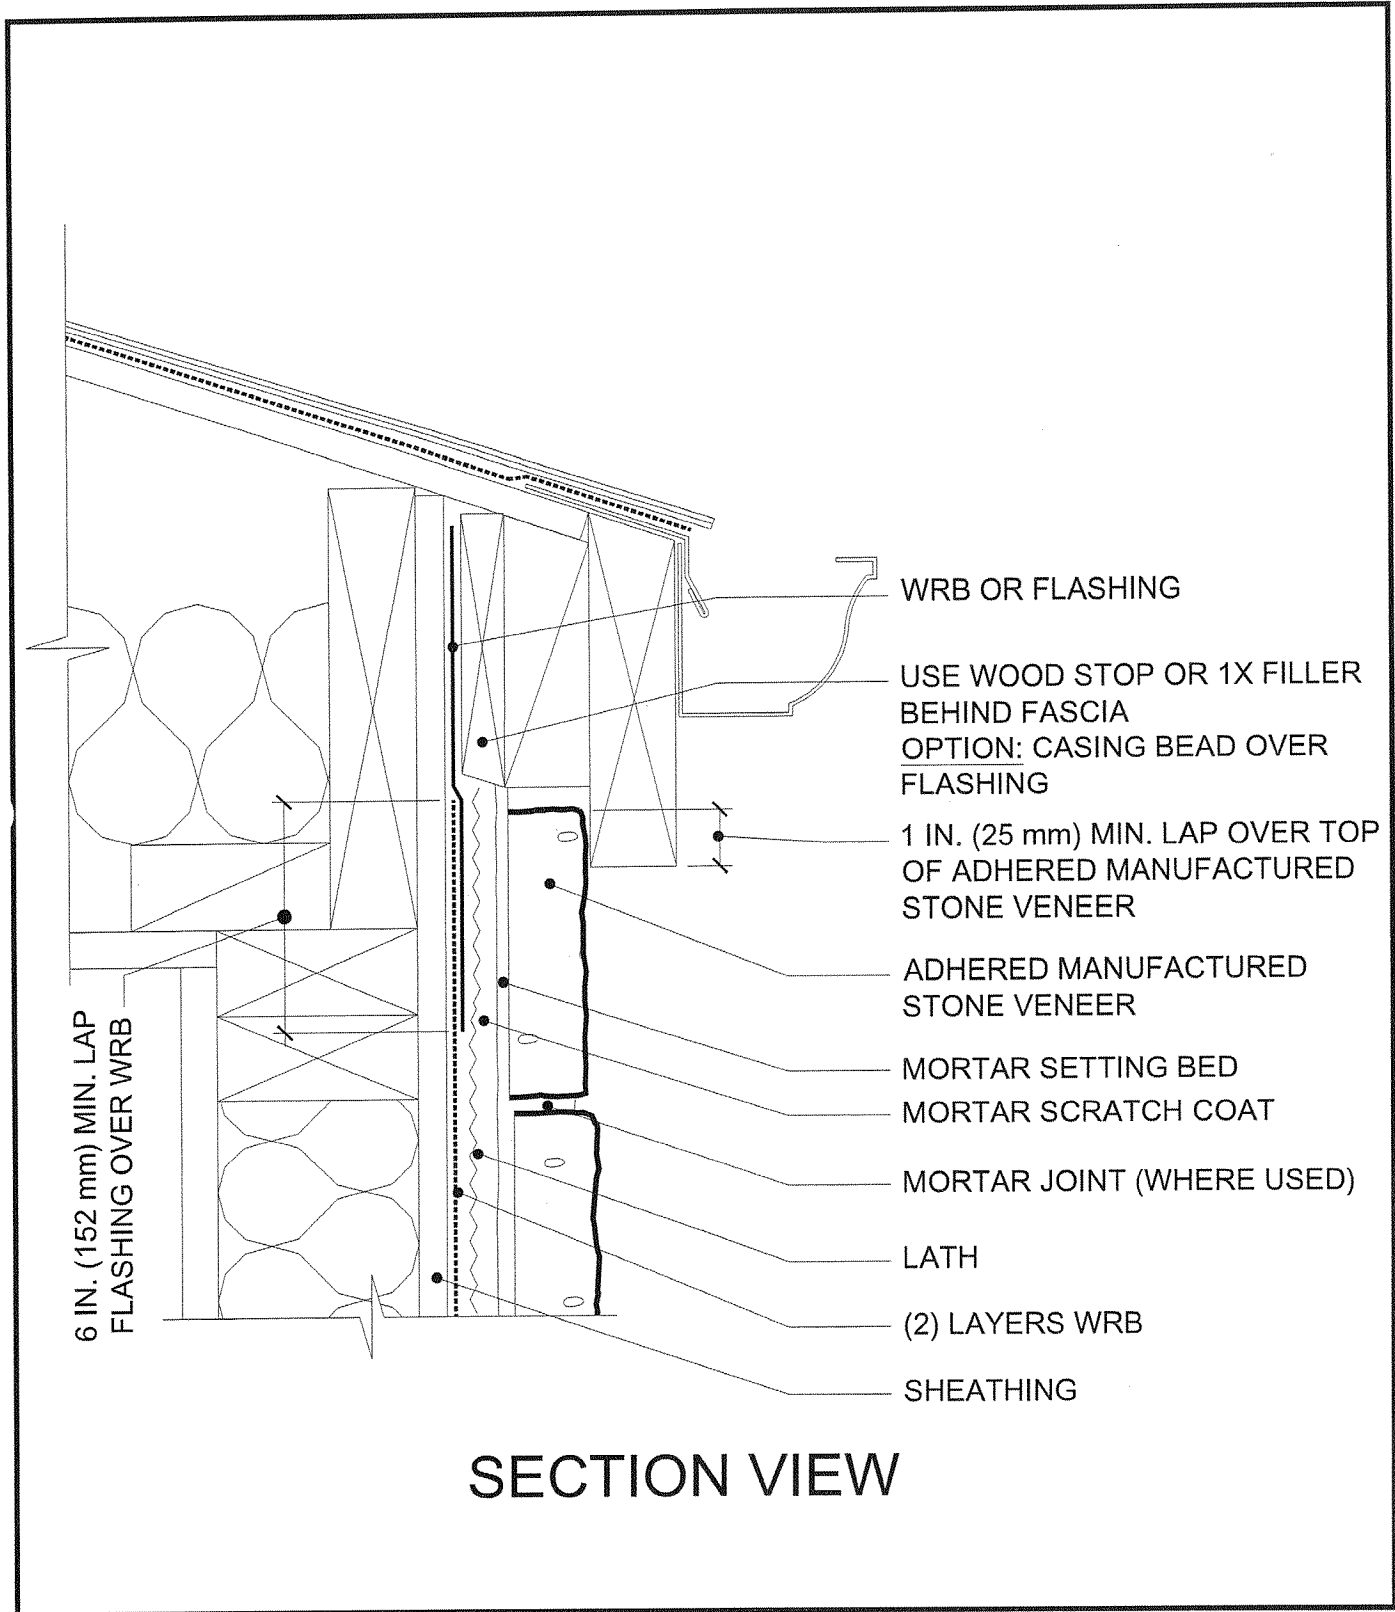 WRB OR FLASHING
USE WOOD STOP OR 1X FILLER
BEHIND FASCIA
OPTION: CASING BEAD OVER
FLASHING
1 IN. (25 mm) MIN. LAP OVER TOP
OF ADHERED MANUFACTURED
STONE VENEER
ADHERED MANUFACTURED
STONE VENEER
MORTAR SETTING BED
MORTAR SCRATCH COAT
MORTAR JOINT (WHERE USED)
LATH
(2) LAYERS WRB
SHEATHING
6 IN. (152 mm) MIN. LAP
FLASHING OVER WRB
SECTION VIEW